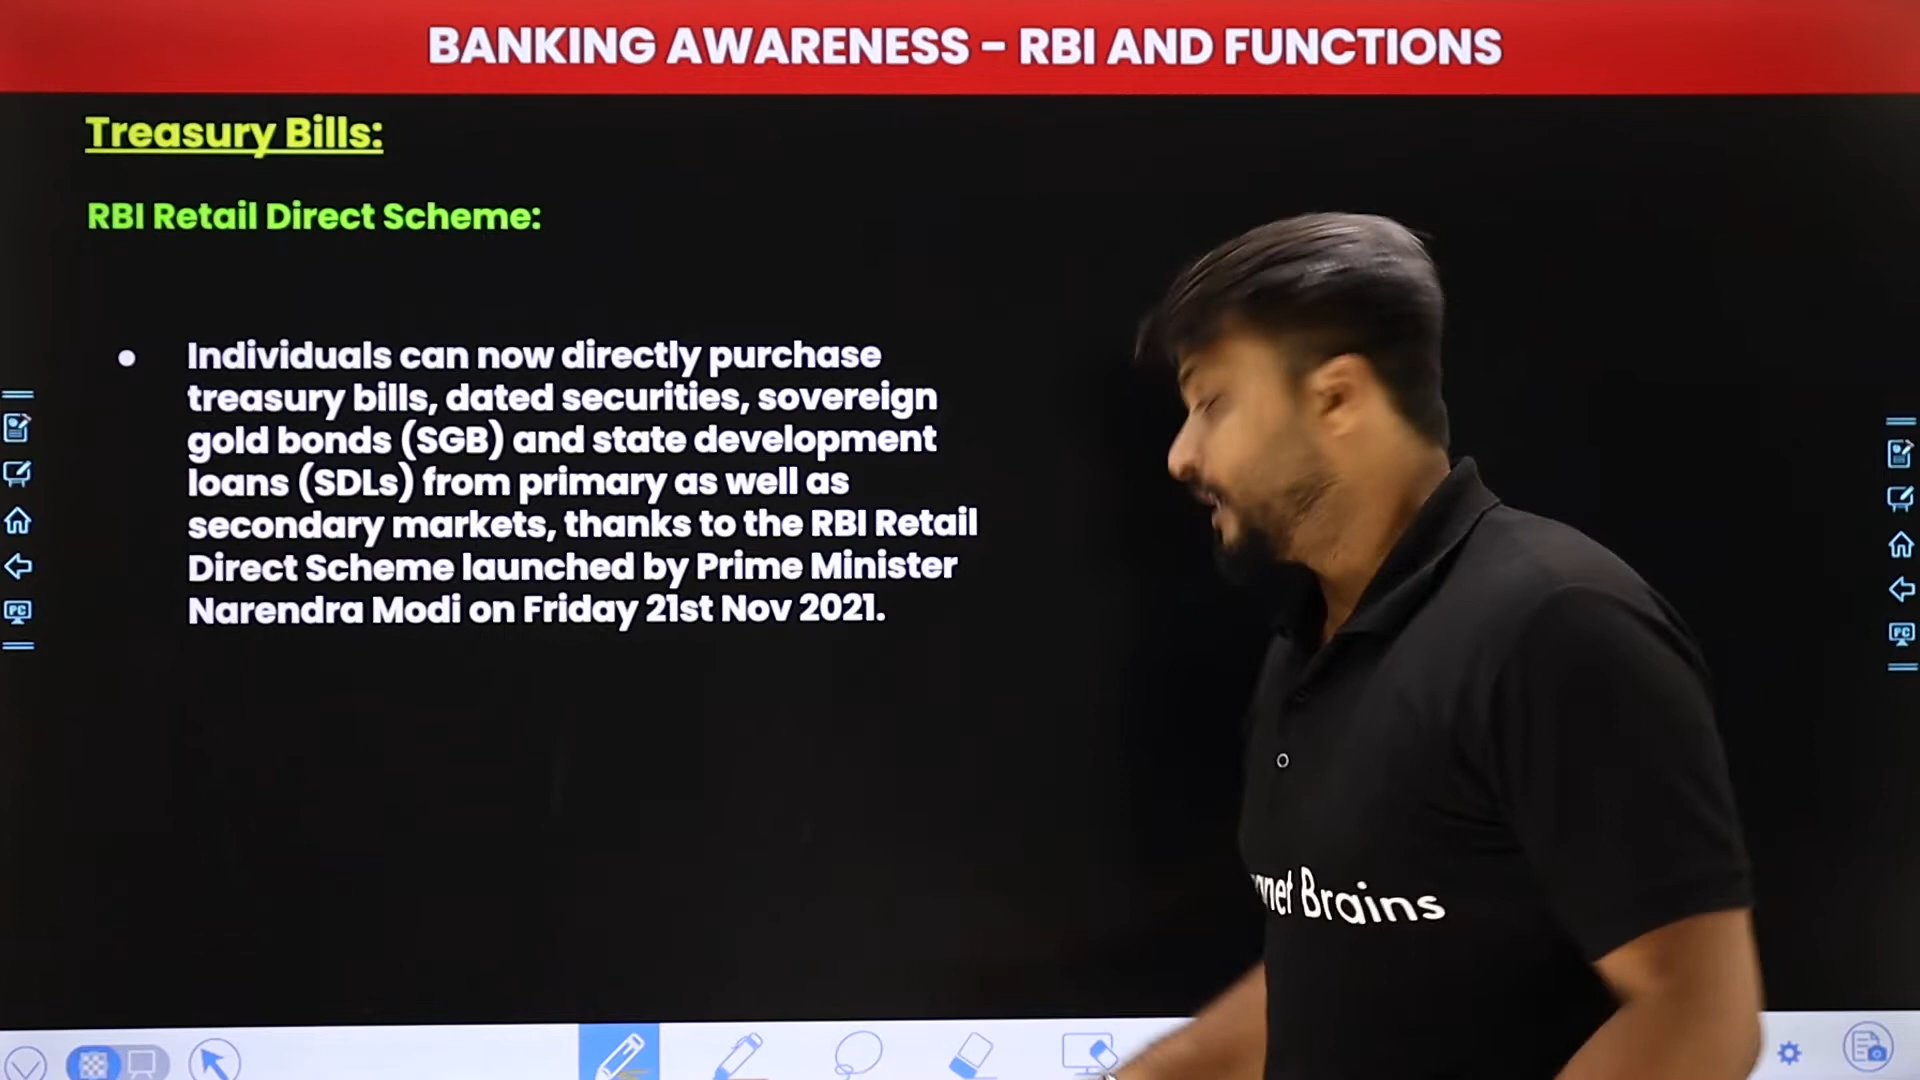 BANKING AWARENESS - RBI AND FUNCTIONS
Treasury Bills:
RBI Retail Direct Scheme:
• Individuals can now directly purchase
treasury bills, dated securities, sovereign
gold bonds (SGB) and state development
loans (SDLs) from primary as well as
secondary markets, thanks to the RBI Retail
Direct Scheme launched by Prime Minister
Narendra Modi on Friday 21st Nov 2021.
PC
PC
Brains